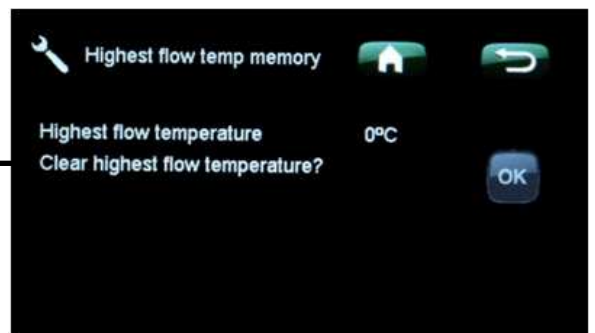 Highest flow temp memory
Highest flow temperature 0ºC
Clear highest flow temperature?
OK